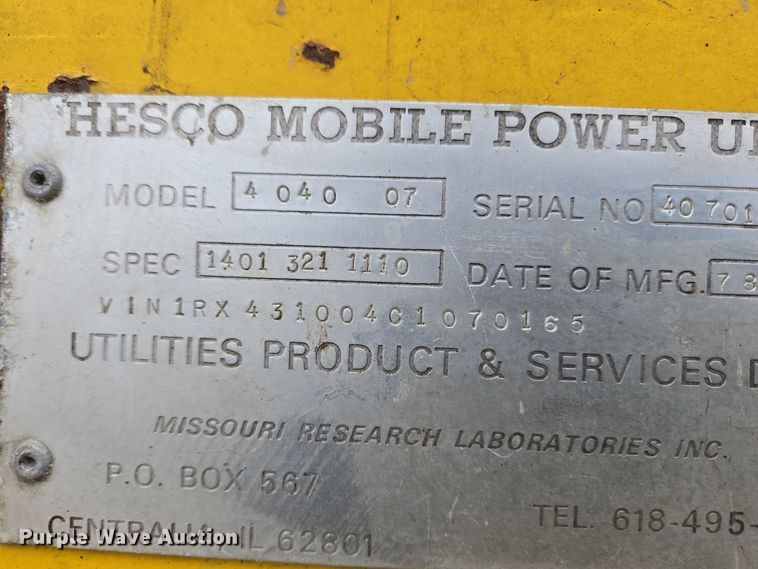 HESCO MOBILE POWER U
MODEL 4 040 07 SERIAL NO 40701
SPEC 1401 321 1110 DATE OF MFG. 78
VIN1RX431004C1070165
UTILITIES PRODUCT & SERVICES D
MISSOURI RESEARCH LABORATORIES INC.
P.O. BOX 567
TEL. 618-495-
CENTRALIA, IL 62801
Purple Wave Auction